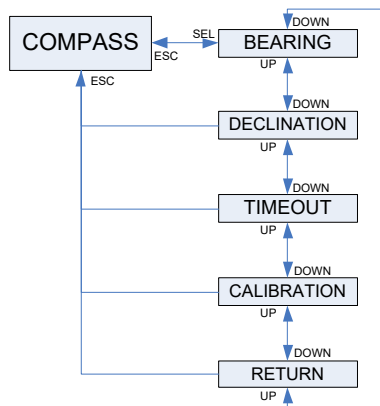 DOWN
COMPASS
SEL
BEARING
ESC
UP
ESC
DOWN
DECLINATION
UP
DOWN
TIMEOUT
UP
DOWN
CALIBRATION
UP
DOWN
RETURN
UP